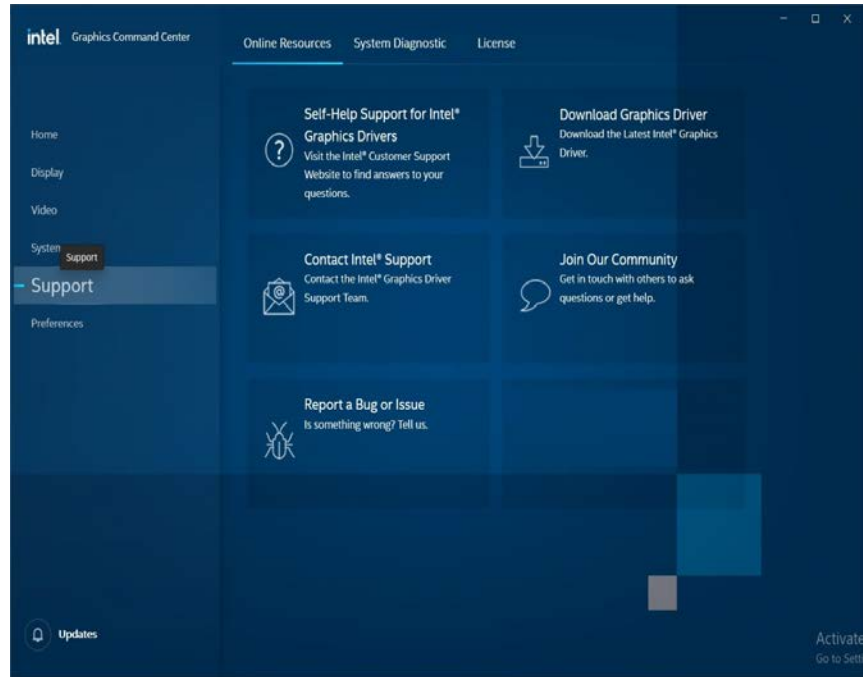 intel. Graphics Command Center
Online Resources System Diagnostic License
Home
Display
Video
System
Support
Support
Preferences
Self-Help Support for Intel®
Graphics Drivers
Visit the Intel® Customer Support
Website to find answers to your
questions.
Download Graphics Driver
Download the Latest Intel® Graphics
Driver.
Contact Intel® Support
Contact the Intel® Graphics Driver
Support Team.
Join Our Community
Get in touch with others to ask
questions or get help.
Report a Bug or Issue
Is something wrong? Tell us.
Updates
Activate
Go to Setti